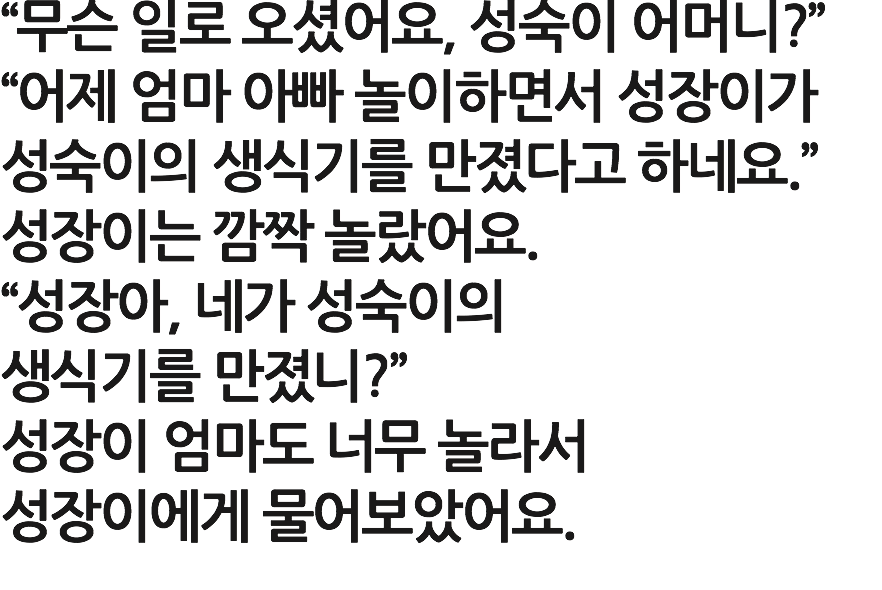 “무슨 일로 오셨어요, 성숙이 어머니?”
“어제 엄마 아빠 놀이하면서 성장이가
성숙이의 생식기를 만졌다고 하네요.”
성장이는 깜짝 놀랐어요.
“성장아, 네가 성숙이의
생식기를 만졌니?”
성장이 엄마도 너무 놀라서
성장이에게 물어보았어요.